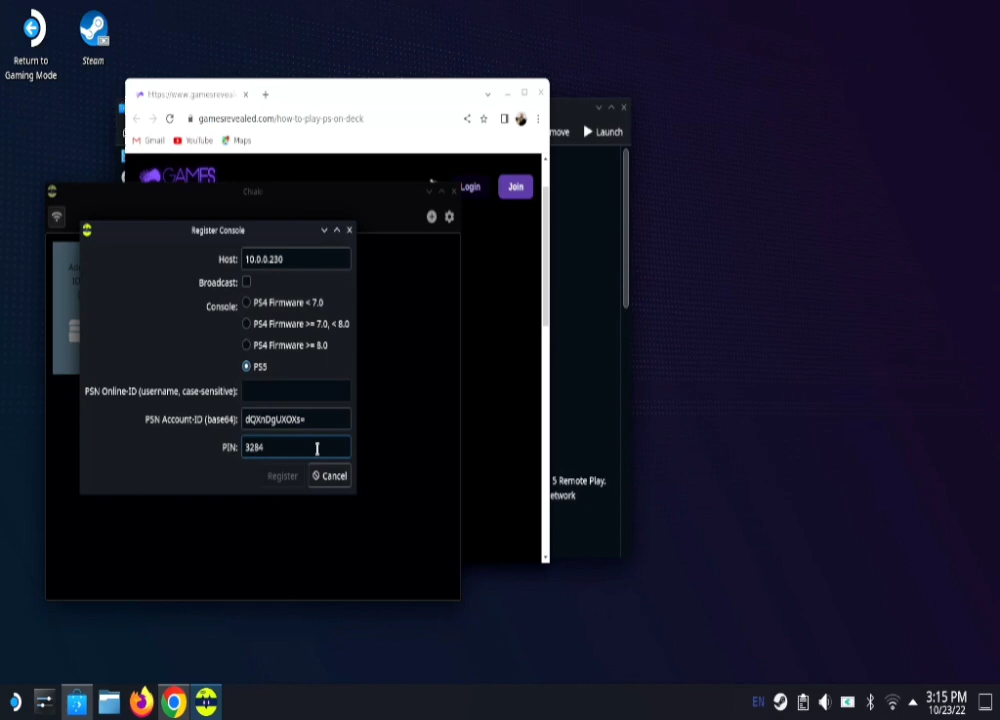 Return to
Gaming Mode
Steam
https://www.gamesreveal
gamesrevealed.com/how-to-play-ps-on-deck
Gmail YouTube Maps
move Launch
GAMES
Login Join
Chiaki
Register Console
Host: 10.0.0.230
Broadcast:
Console: PS4 Firmware < 7.0
PS4 Firmware >= 7.0, < 8.0
PS4 Firmware >= 8.0
PS5
PSN Online-ID (username, case-sensitive):
PSN Account-ID (base64): dQXnDgUXOXs=
PIN: 3284
Register Cancel
5 Remote Play.
etwork
EN
3:15 PM
10/23/22